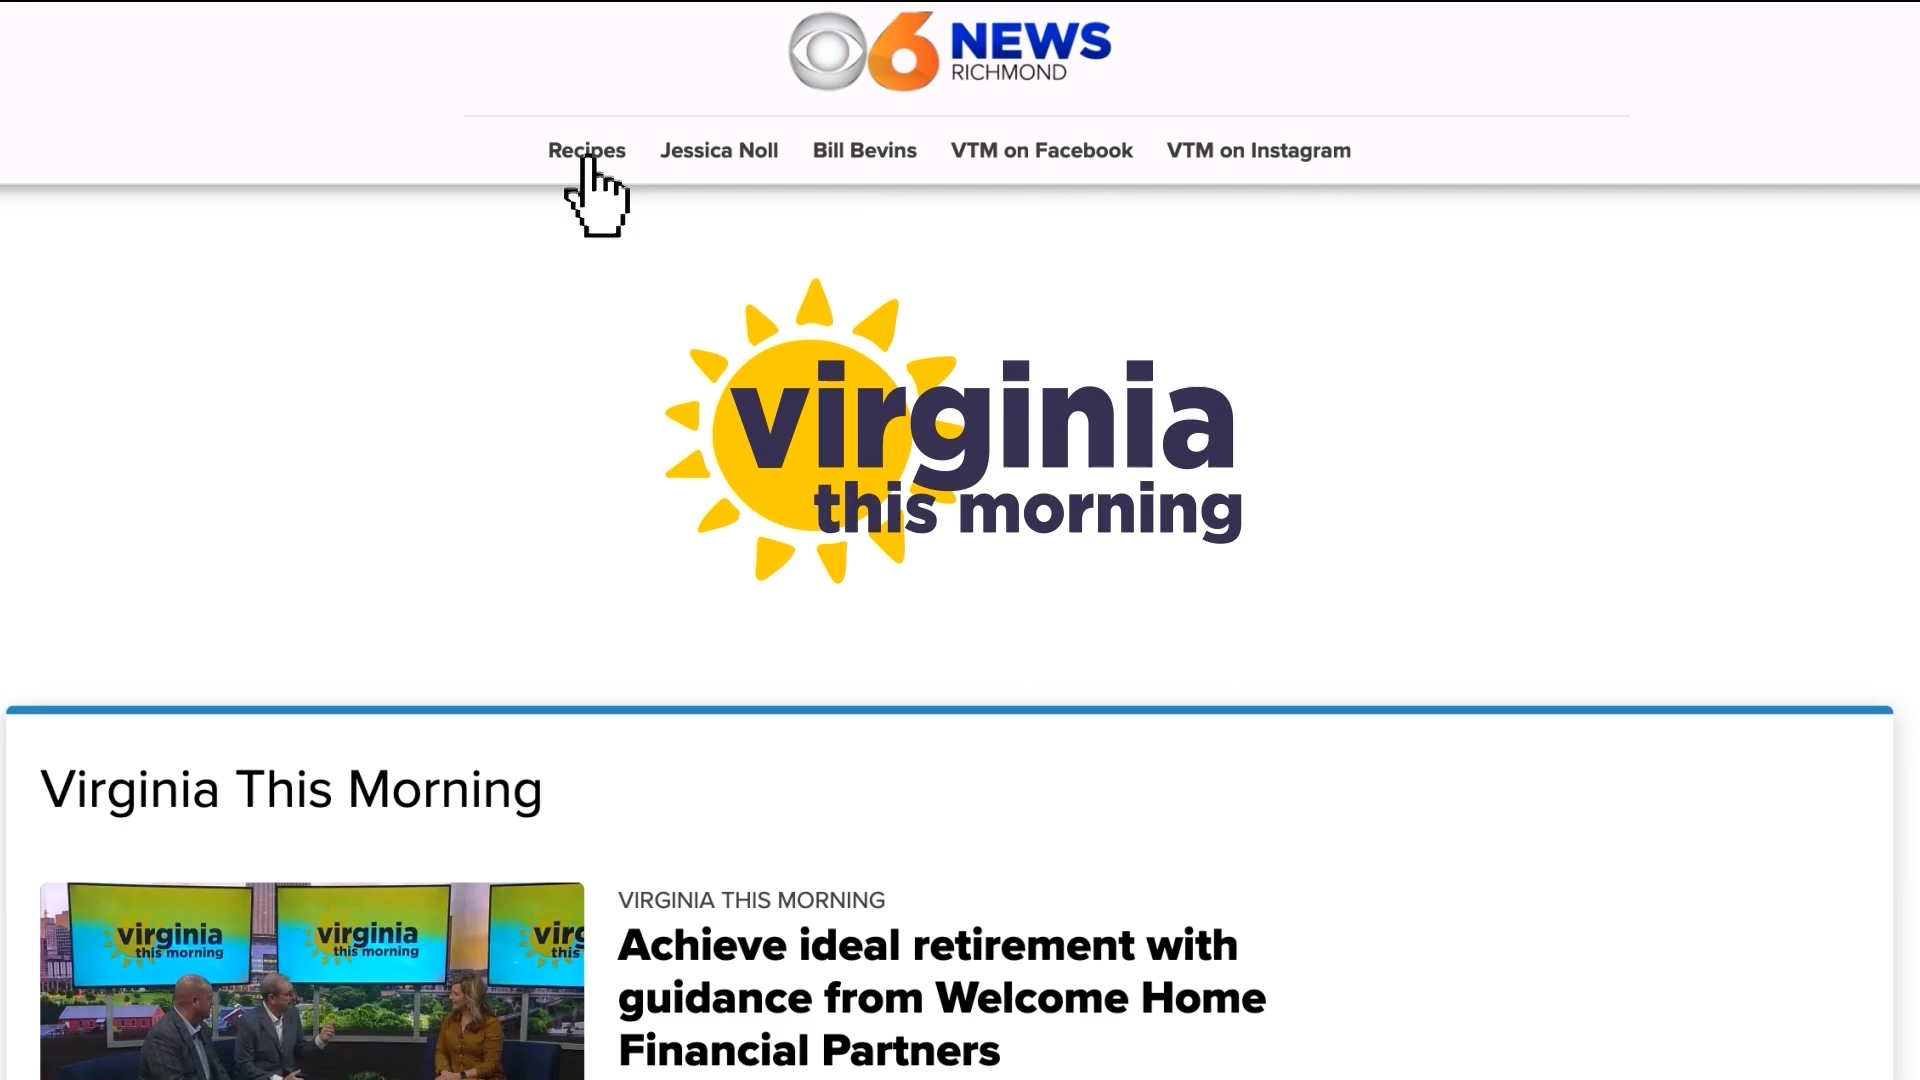 6 NEWS
RICHMOND
Recipes Jessica Noll Bill Bevins VTM on Facebook VTM on Instagram
virginia
this morning
Virginia This Morning
VIRGINIA THIS MORNING
Achieve ideal retirement with
guidance from Welcome Home
Financial Partners
virginia
this morning
virginia
this morning
virg
this